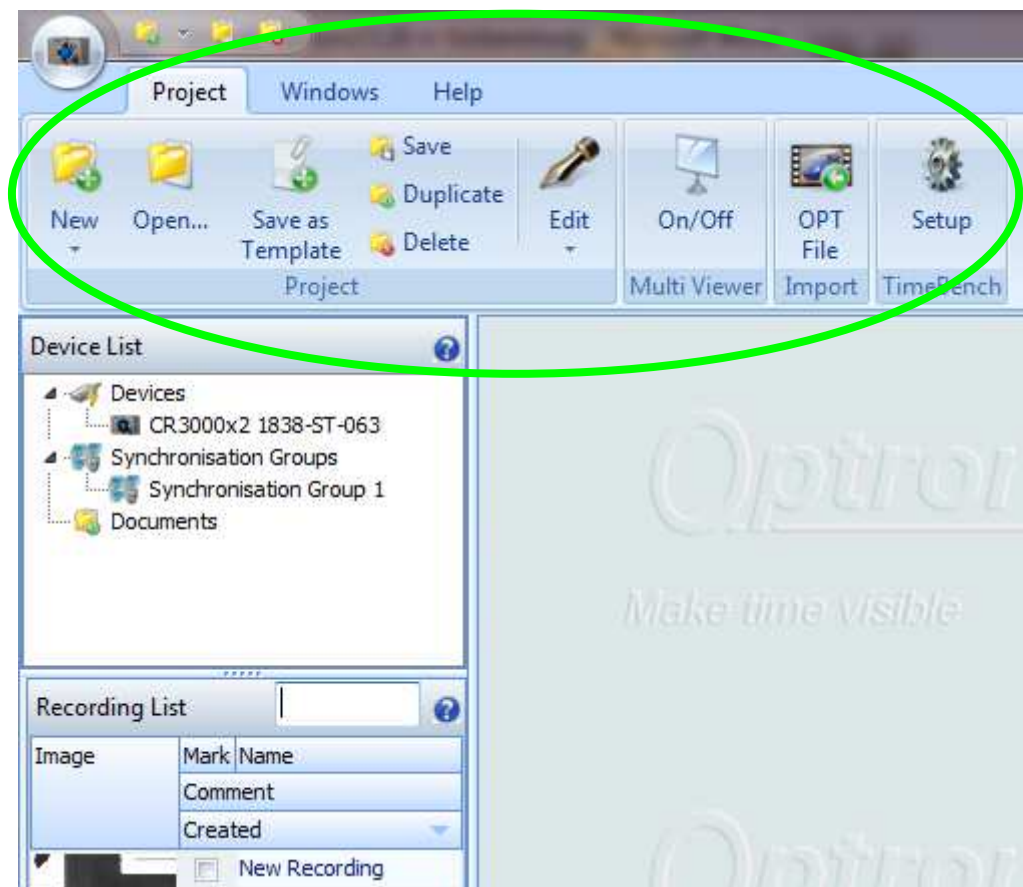 Project Windows Help
New Open... Save as Template Save Duplicate Delete Edit On/Off OPT File Setup
Project Multi Viewer Import TimeBench
Device List
Devices
CR3000x2 1838-ST-063
Synchronisation Groups
Synchronisation Group 1
Documents
Optron
Make time visible
Recording List
Image Mark Name
Comment
Created
New Recording